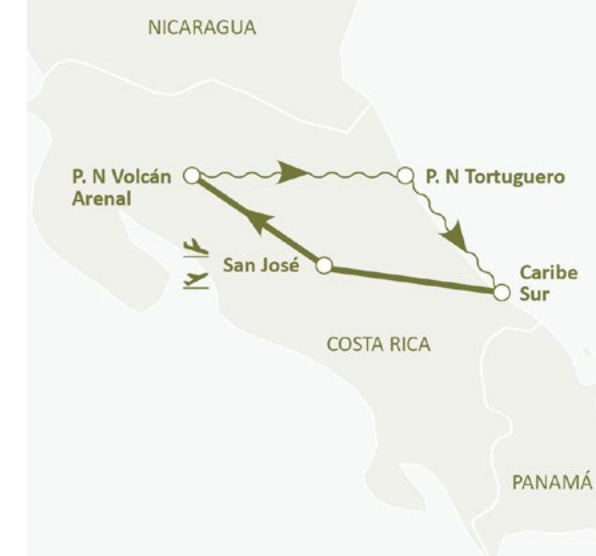 NICARAGUA
P. N Volcán
Arenal
P. N Tortuguero
San José
Caribe
Sur
COSTA RICA
PANAMÁ